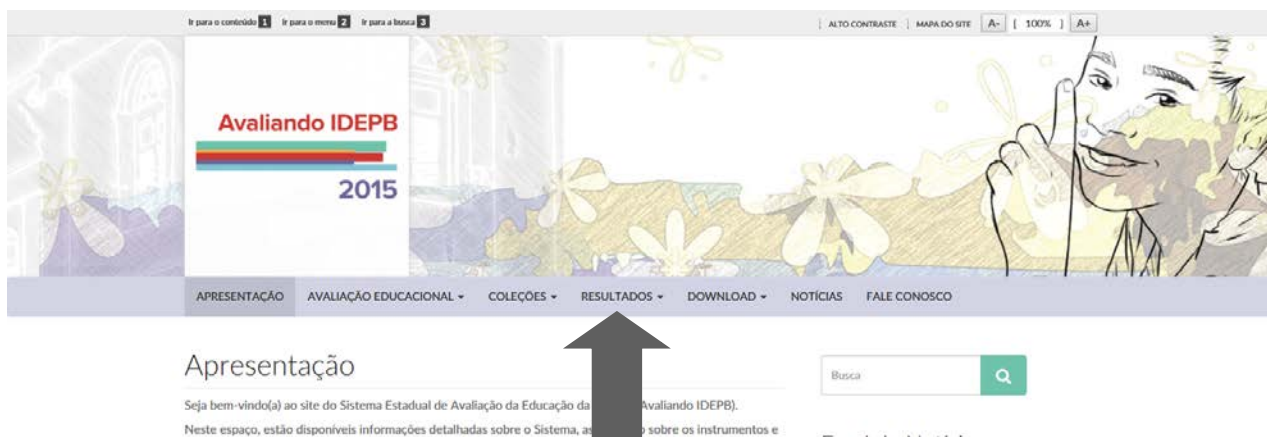 Ir para o conteúdo 1 Ir para o menu 2 Ir para a busca 3
ALTO CONTRASTE MAPA DO SITE A- [ 100% ] A+
Avaliando IDEPB
2015
APRESENTAÇÃO AVALIAÇÃO EDUCACIONAL COLEÇÕES RESULTADOS DOWNLOAD NOTÍCIAS FALE CONOSCO
Apresentação
Busca
Seja bem-vindo(a) ao site do Sistema Estadual de Avaliação da Educação da Avaliando IDEPB).
Neste espaço, estão disponíveis informações detalhadas sobre o Sistema, sobre os instrumentos e